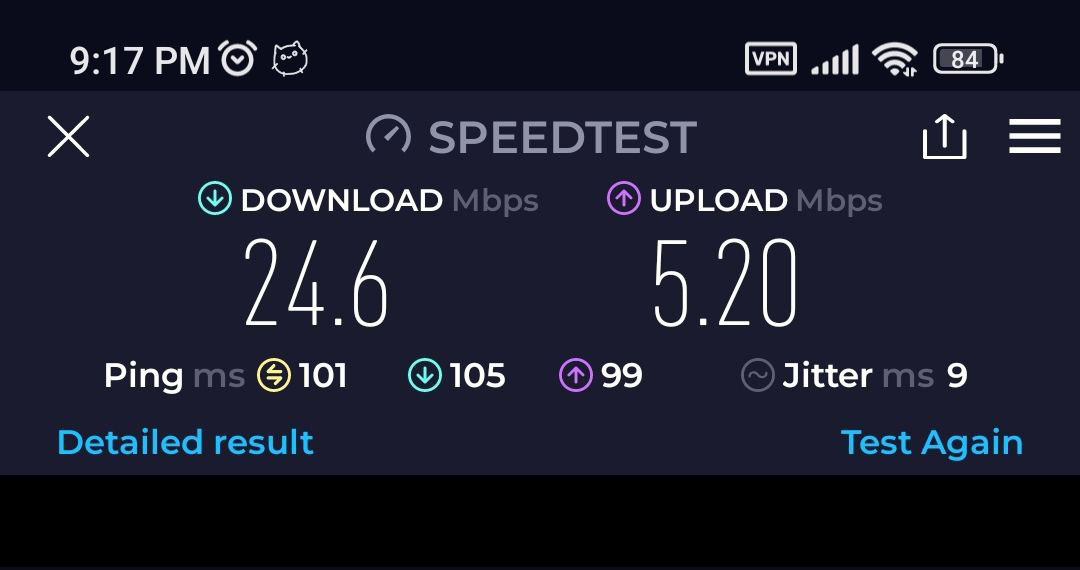 9:17 PM VPN 84
SPEEDTEST
DOWNLOAD Mbps UPLOAD Mbps
24.6 5.20
Ping ms 101 105 99 Jitter ms 9
Detailed result Test Again